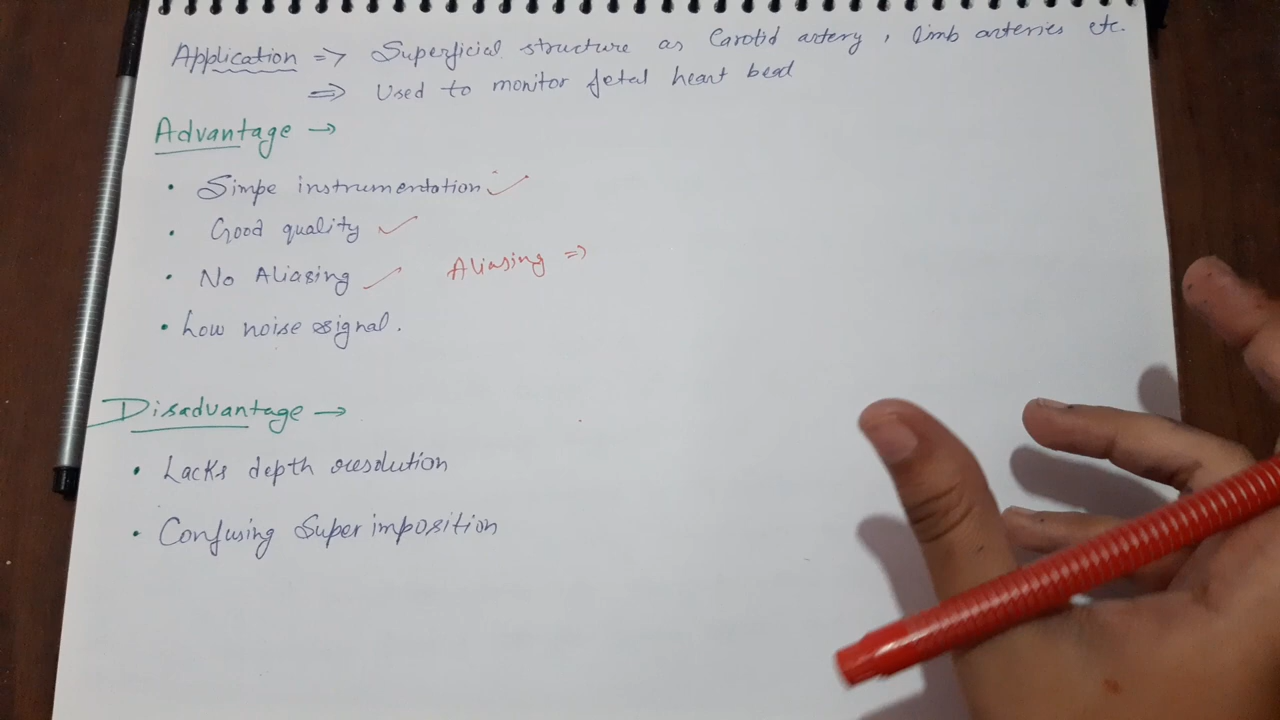 Application => Superficial structure as Carotid artery, limb arteries etc.
=> Used to monitor fetal heart bead
Advantage →
• Simpe instrumentation ✓
• Good quality ✓
• No Aliasing ✓ Aliasing =>
• Low noise signal.
Disadvantage →
• Lacks depth resolution
• Confusing Superimposition